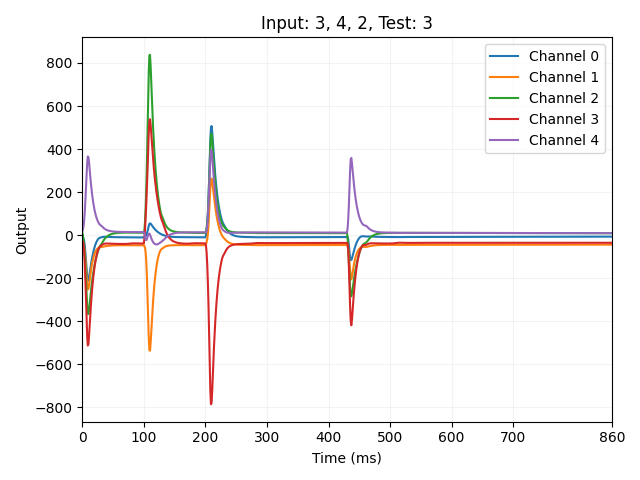 Input: 3, 4, 2, Test: 3
Channel 0
Channel 1
Channel 2
Channel 3
Channel 4
Output
800
600
400
200
0
−200
−400
−600
−800
0 100 200 300 400 500 600 700 860
Time (ms)